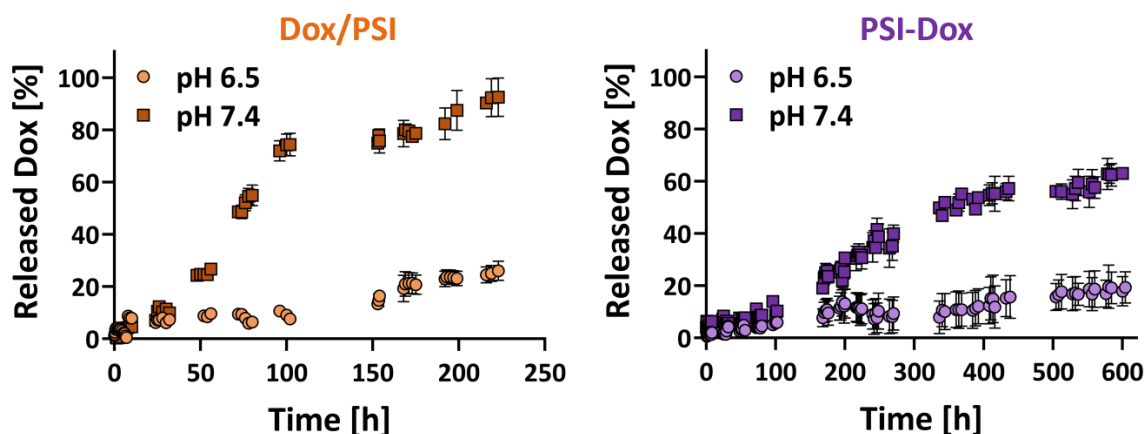 Dox/PSI
Released Dox [%]
100
80
60
40
20
0
pH 6.5
pH 7.4
0 50 100 150 200 250
Time [h]
PSI-Dox
Released Dox [%]
100
80
60
40
20
0
pH 6.5
pH 7.4
0 100 200 300 400 500 600
Time [h]